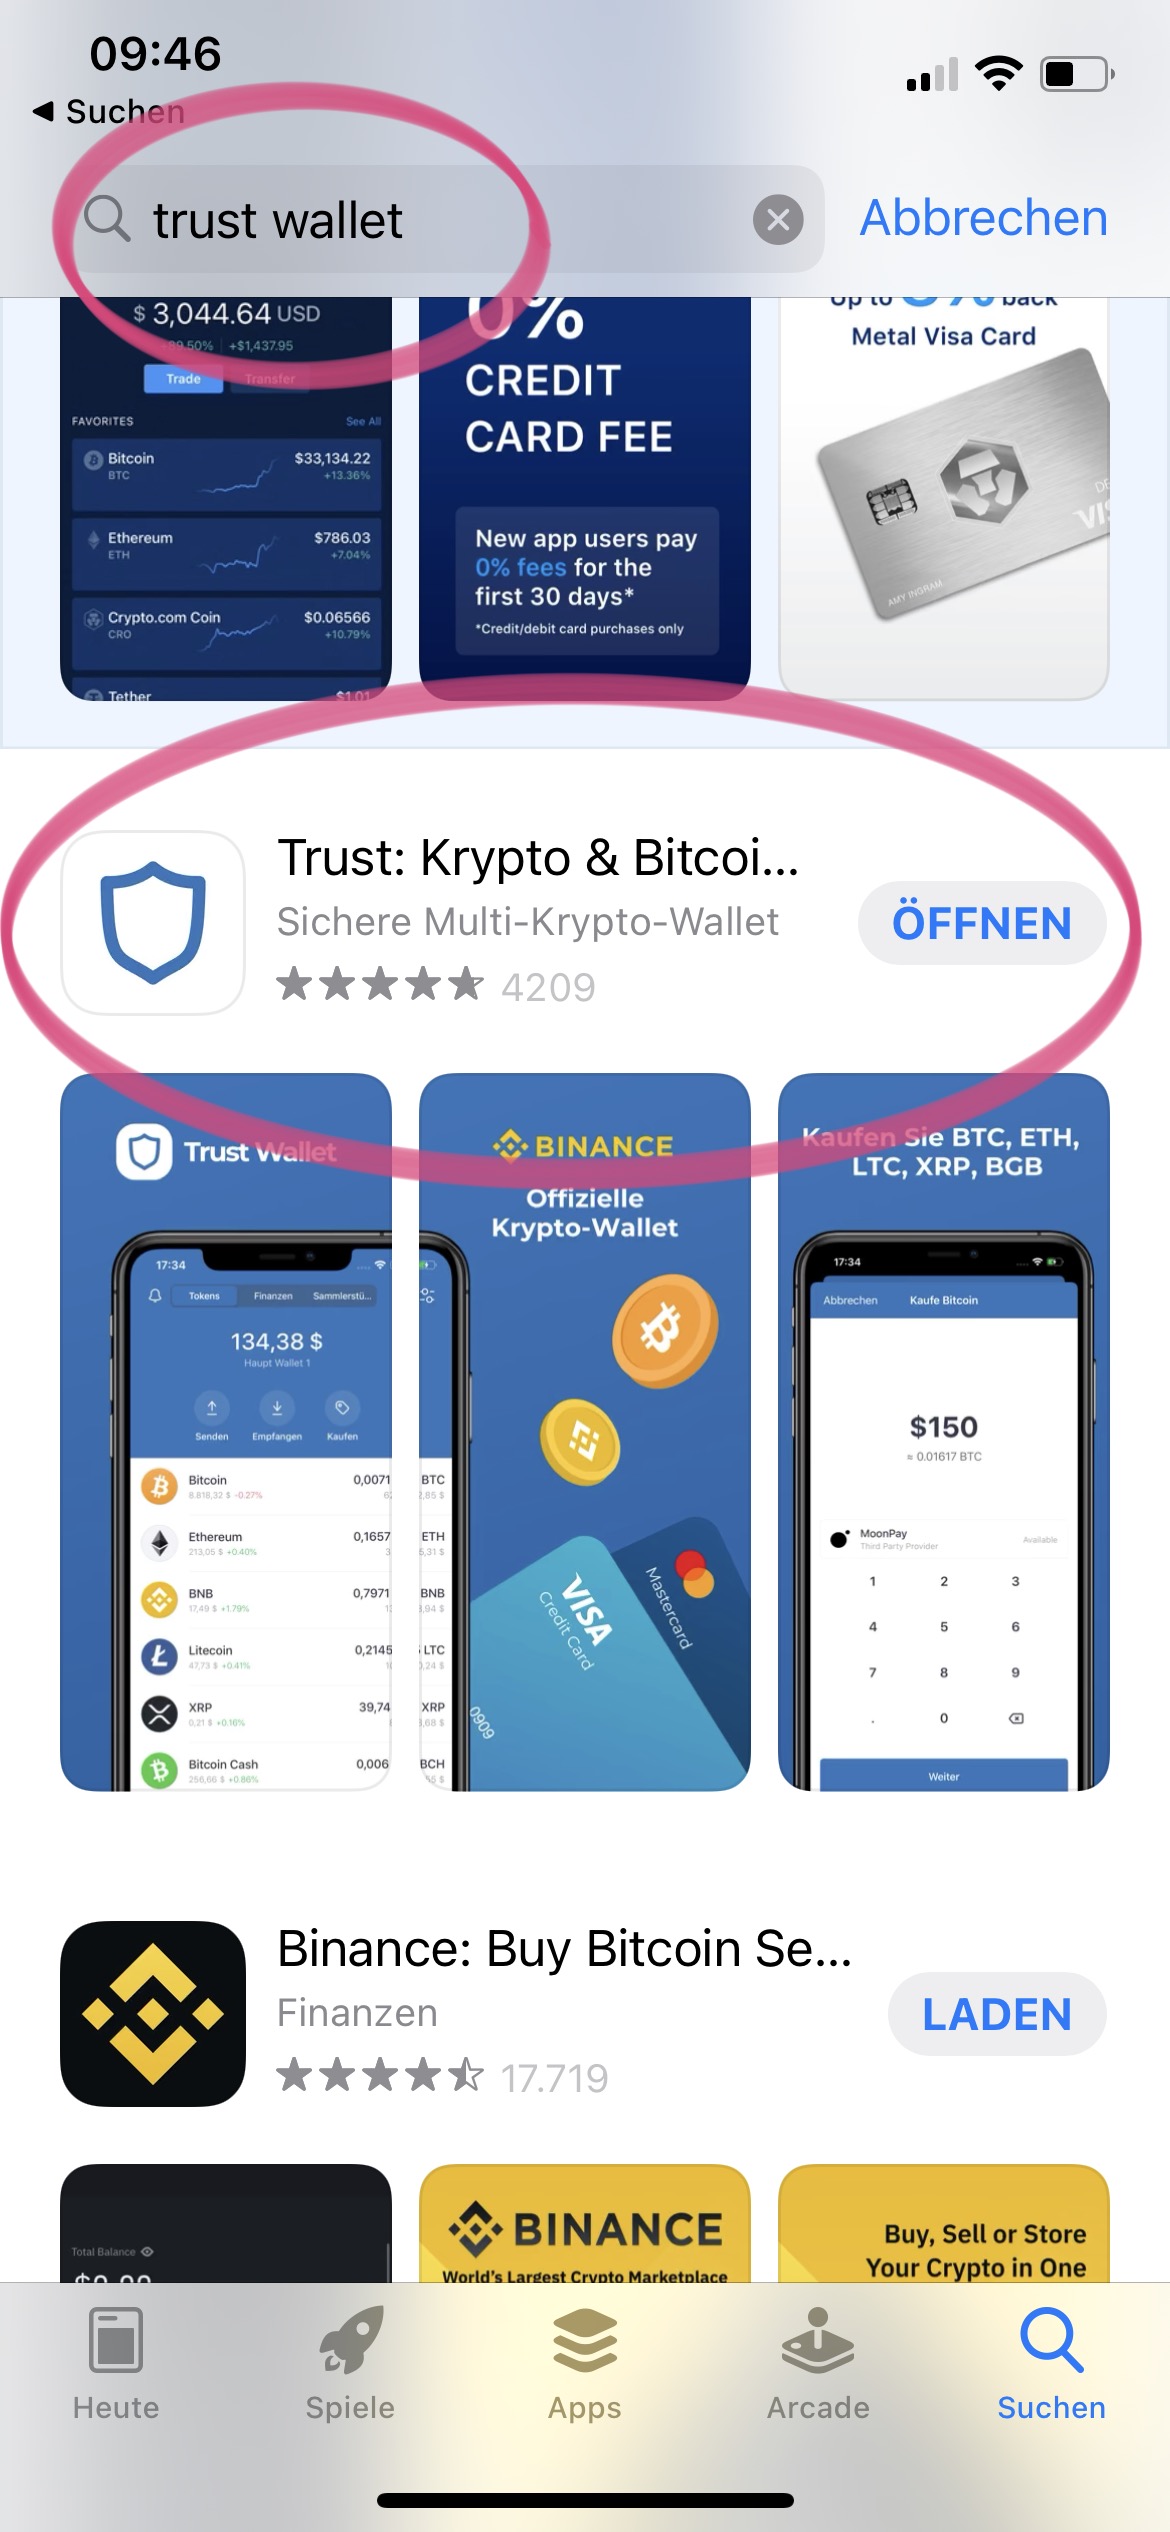 09:46
Suchen
trust wallet
Abbrechen
$ 3,044.64 USD
+$1,437.95
Trade
Transfer
FAVORITES
See All
Bitcoin
$33,134.22
BTC
+13.36%
Ethereum
$786.03
ETH
+7.04%
Crypto.com Coin
$0.06566
CRO
+10.79%
Tether
$1.01
0%
CREDIT
CARD FEE
New app users pay
0% fees for the
first 30 days*
*Credit/debit card purchases only
Up to 8% back
Metal Visa Card
AMY INGRAM
Trust: Krypto & Bitcoi...
Sichere Multi-Krypto-Wallet
4209
ÖFFNEN
Trust Wallet
17:34
Tokens
Finanzen
Sammlerstü...
134,38 $
Haupt Wallet 1
Senden
Empfangen
Kaufen
Bitcoin
0,0071
8.818,32 $ -0.27%
Ethereum
0,1657
213,05 $ +0.40%
BNB
0,7971
17,49 $ +1.79%
Litecoin
0,2145
47,73 $ +0.41%
XRP
39,74
0,21 $ +0.16%
Bitcoin Cash
0,006
256,66 $ +0.86%
BINANCE
Offizielle
Krypto-Wallet
BTC
ETH
BNB
LTC
XRP
BCH
VISA
Credit Card
Mastercard
0909
Kaufen Sie BTC, ETH,
LTC, XRP, BGB
17:34
Abbrechen
Kaufe Bitcoin
$150
≈ 0.01617 BTC
MoonPay
Third Party Provider
Available
1 2 3
4 5 6
7 8 9
. 0
Weiter
Binance: Buy Bitcoin Se...
Finanzen
17.719
LADEN
Total Balance
BINANCE
World's Largest Crypto Marketplace
Buy, Sell or Store
Your Crypto in One
Heute
Spiele
Apps
Arcade
Suchen